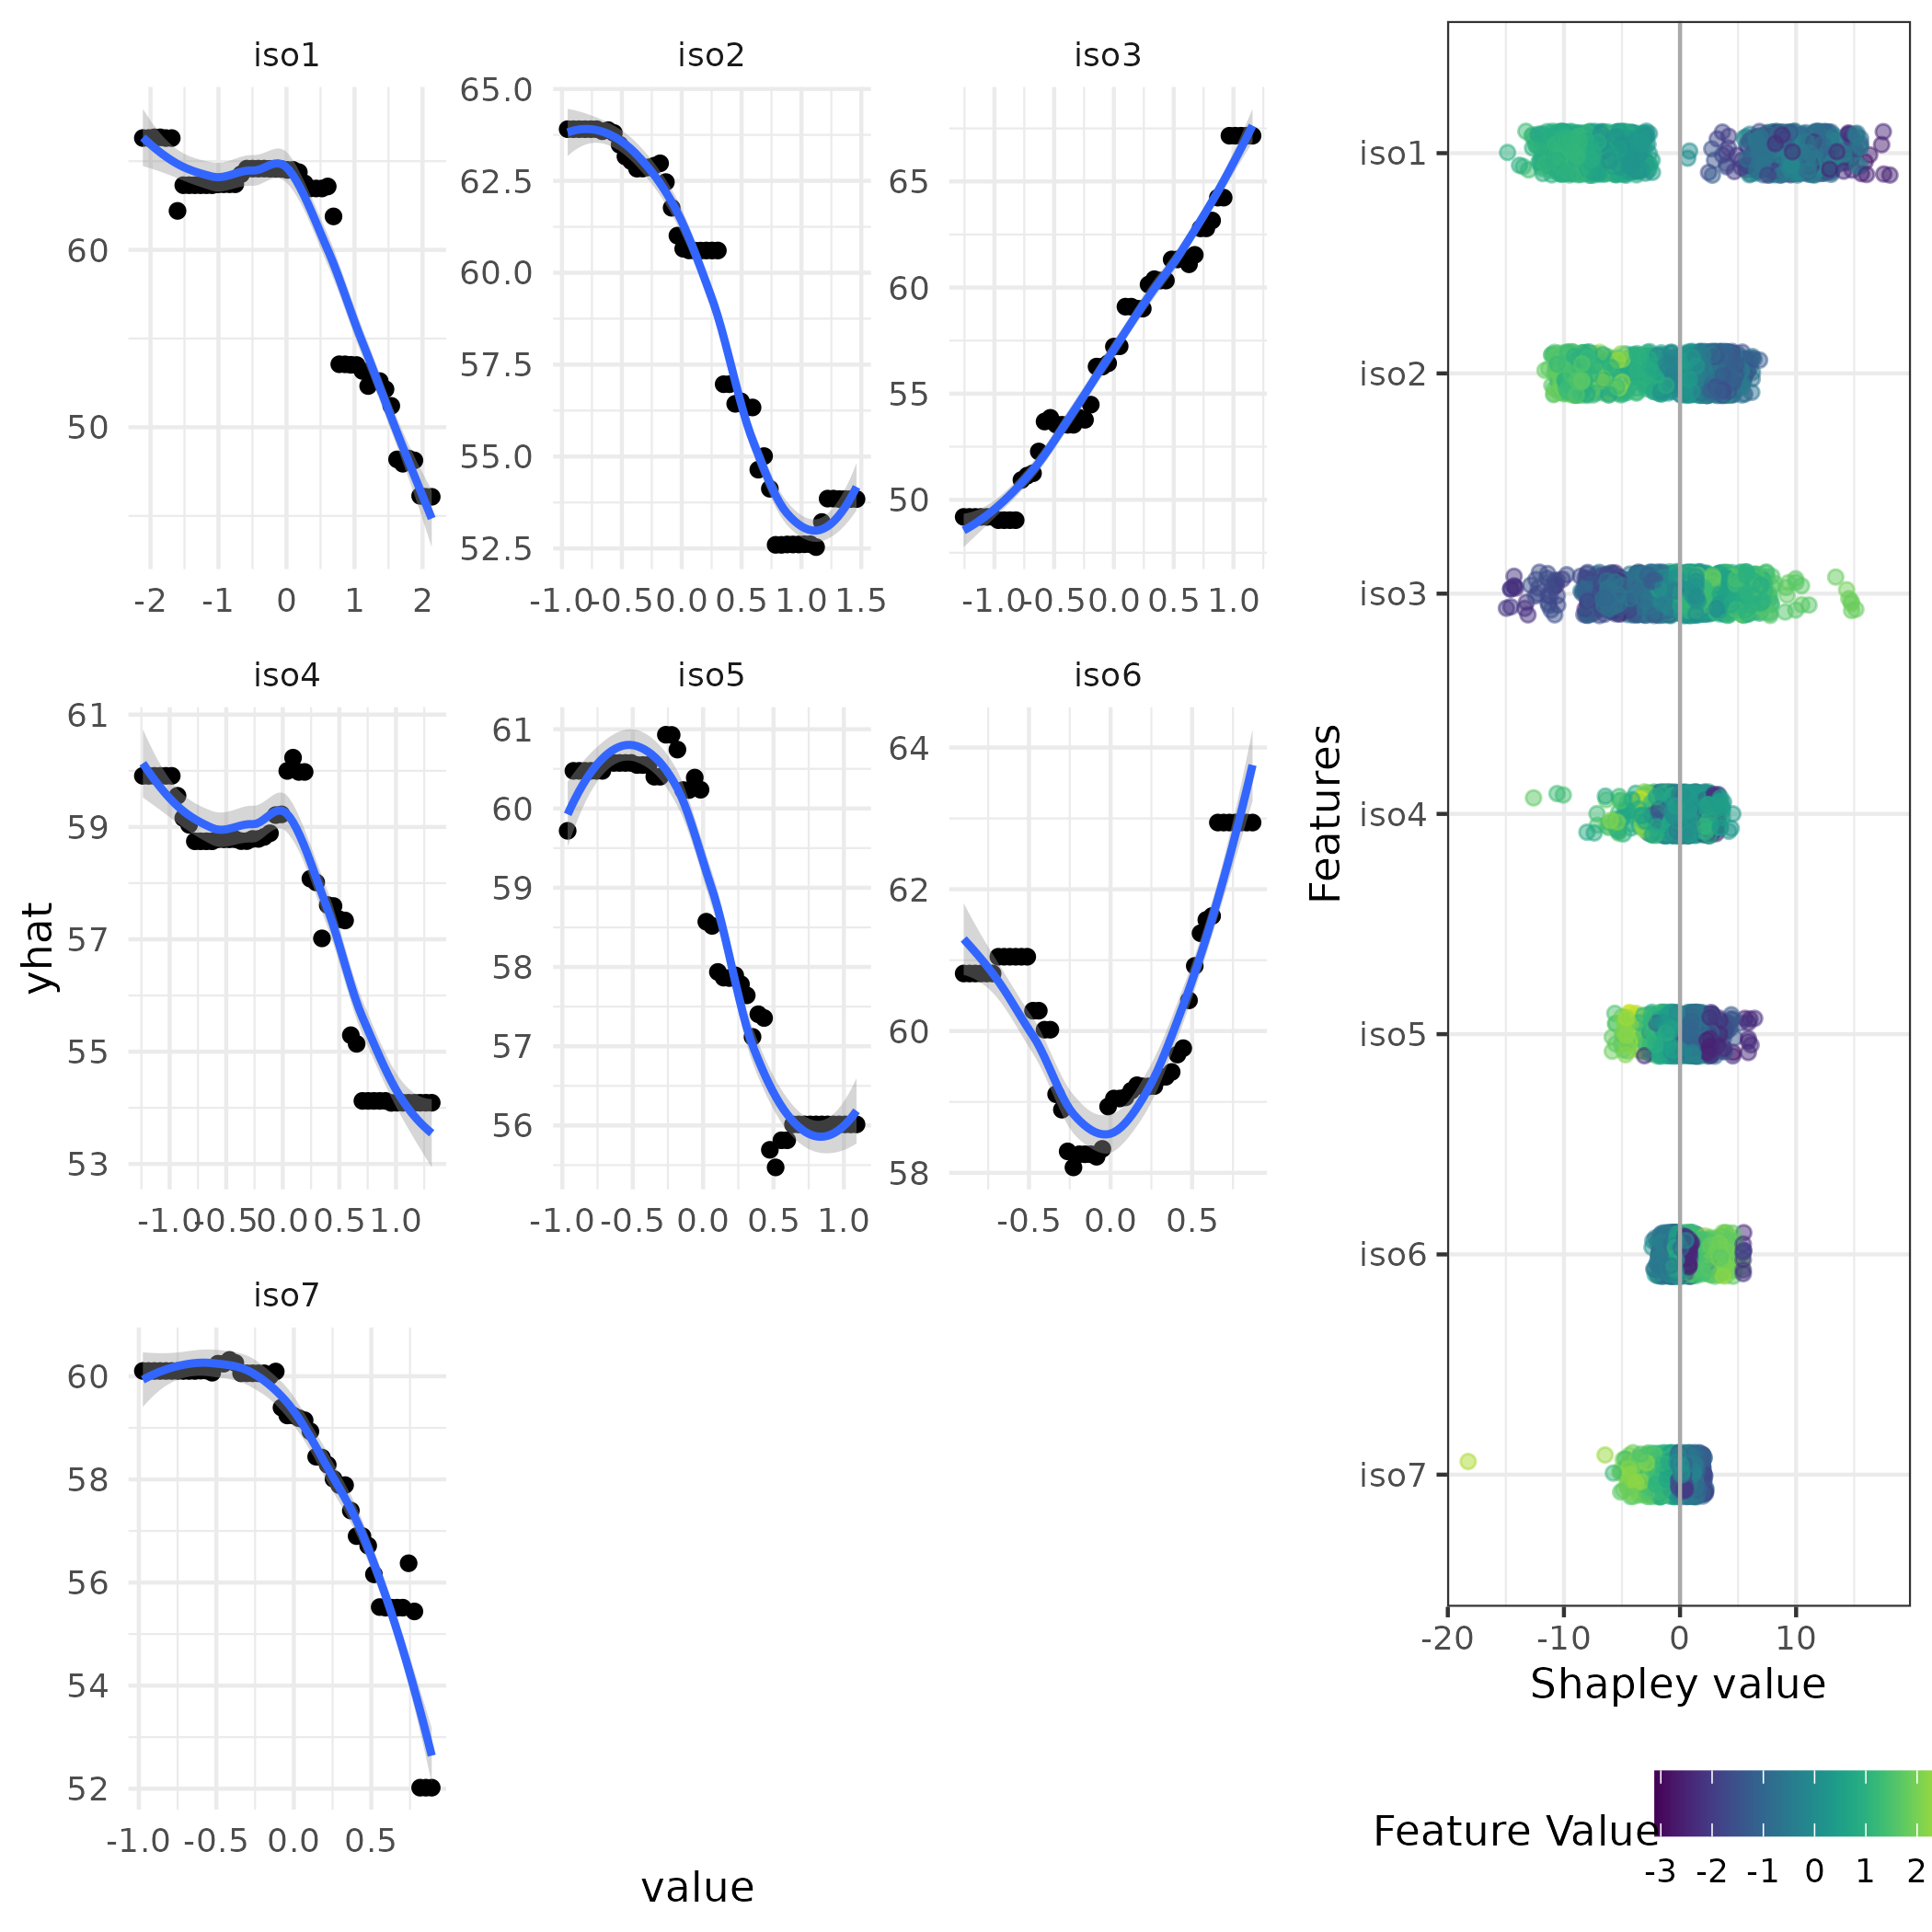 iso1
iso2
iso3
60
50
-2 -1 0 1 2
65.0
62.5
60.0
57.5
55.0
52.5
-1.0 -0.5 0.0 0.5 1.0 1.5
65
60
55
50
-1.0 -0.5 0.0 0.5 1.0
iso4
iso5
iso6
61
59
57
55
53
-1.0 -0.5 0.0 0.5 1.0
61
60
59
58
57
56
-1.0 -0.5 0.0 0.5 1.0
64
62
60
58
-0.5 0.0 0.5
iso7
60
58
56
54
52
-1.0 -0.5 0.0 0.5
yhat
value
Features
iso1
iso2
iso3
iso4
iso5
iso6
iso7
-20 -10 0 10
Shapley value
Feature Value
-3 -2 -1 0 1 2